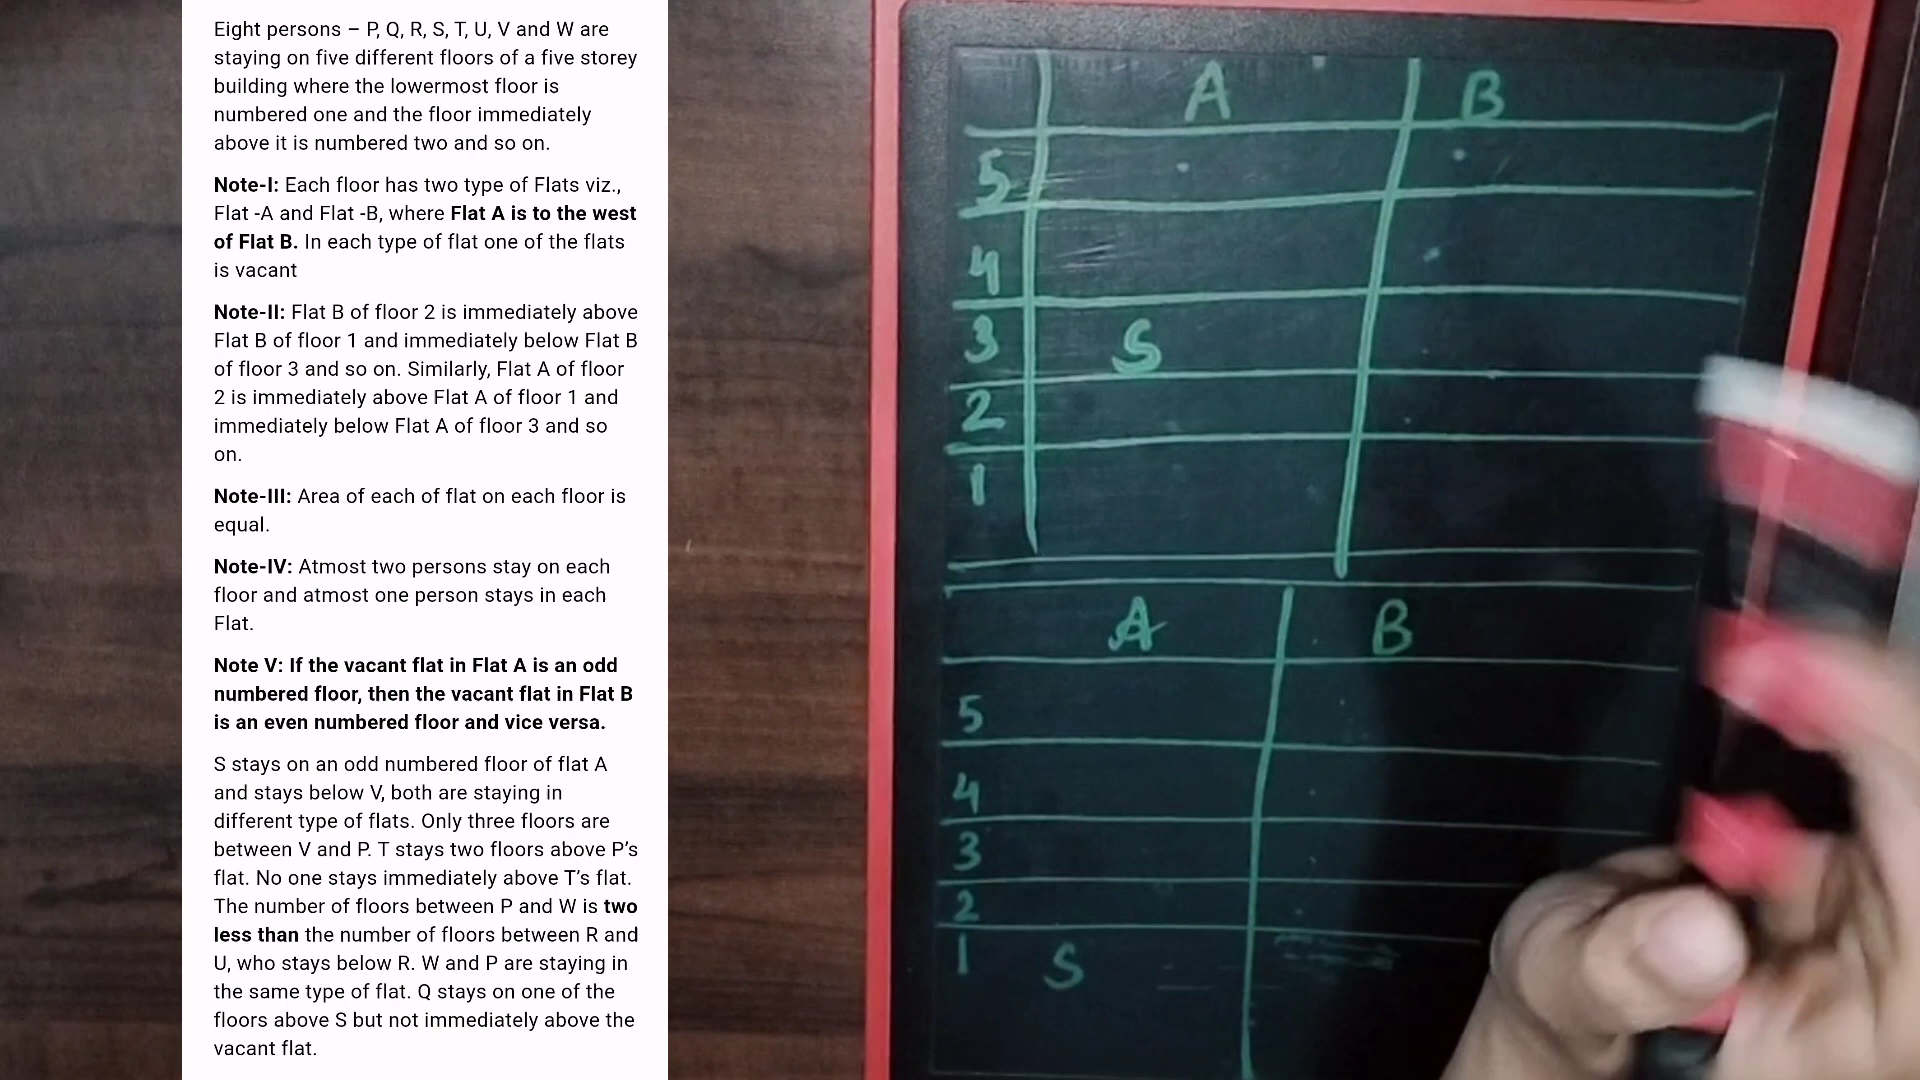 Eight persons – P, Q, R, S, T, U, V and W are
staying on five different floors of a five storey
building where the lowermost floor is
numbered one and the floor immediately
above it is numbered two and so on.
Note-I: Each floor has two type of Flats viz.,
Flat -A and Flat -B, where Flat A is to the west
of Flat B. In each type of flat one of the flats
is vacant
Note-II: Flat B of floor 2 is immediately above
Flat B of floor 1 and immediately below Flat B
of floor 3 and so on. Similarly, Flat A of floor
2 is immediately above Flat A of floor 1 and
immediately below Flat A of floor 3 and so
on.
Note-III: Area of each of flat on each floor is
equal.
Note-IV: Atmost two persons stay on each
floor and atmost one person stays in each
Flat.
Note V: If the vacant flat in Flat A is an odd
numbered floor, then the vacant flat in Flat B
is an even numbered floor and vice versa.
S stays on an odd numbered floor of flat A
and stays below V, both are staying in
different type of flats. Only three floors are
between V and P. T stays two floors above P's
flat. No one stays immediately above T's flat.
The number of floors between P and W is two
less than the number of floors between R and
U, who stays below R. W and P are staying in
the same type of flat. Q stays on one of the
floors above S but not immediately above the
vacant flat.
A B
5
4
3 S
2
1
A B
5
4
3
2
1 S